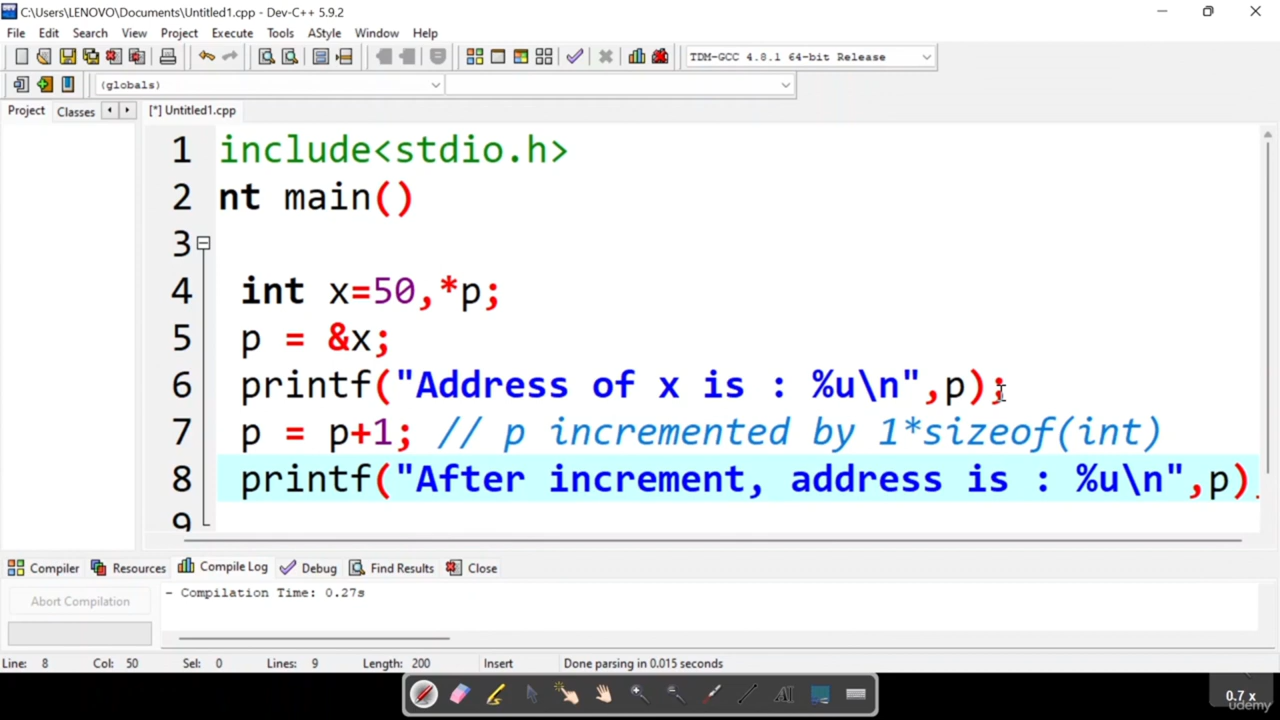 C:\Users\LENOVO\Documents\Untitled1.cpp - Dev-C++ 5.9.2
File Edit Search View Project Execute Tools AStyle Window Help
TDM-GCC 4.8.1 64-bit Release
(globals)
Project Classes [*] Untitled1.cpp
1 include<stdio.h>
2 nt main()
3
4 int x=50,*p;
5 p = &x;
6 printf("Address of x is : %u\n",p);
7 p = p+1; // p incremented by 1*sizeof(int)
8 printf("After increment, address is : %u\n",p)
9
Compiler Resources Compile Log Debug Find Results Close
Abort Compilation
- Compilation Time: 0.27s
Line: 8 Col: 50 Sel: 0 Lines: 9 Length: 200 Insert Done parsing in 0.015 seconds
AI
0.7 x
udemy